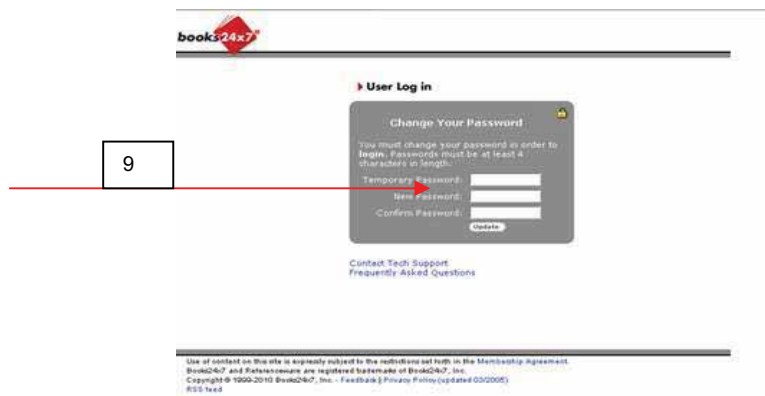 books24x7
User Log in
Change Your Password
You must change your password in order to
login. Passwords must be at least 4
characters in length.
9
Temporary Password:
New Password:
Confirm Password:
Update
Contact Tech Support
Frequently Asked Questions
Use of content on this site is expressly subject to the restrictions set forth in the Membership Agreement.
Books24x7 and Referenceware are registered trademarks of Books24x7, Inc.
Copyright © 1999-2010 Books24x7, Inc. - Feedback | Privacy Policy (updated 03/2005)
RSS feed